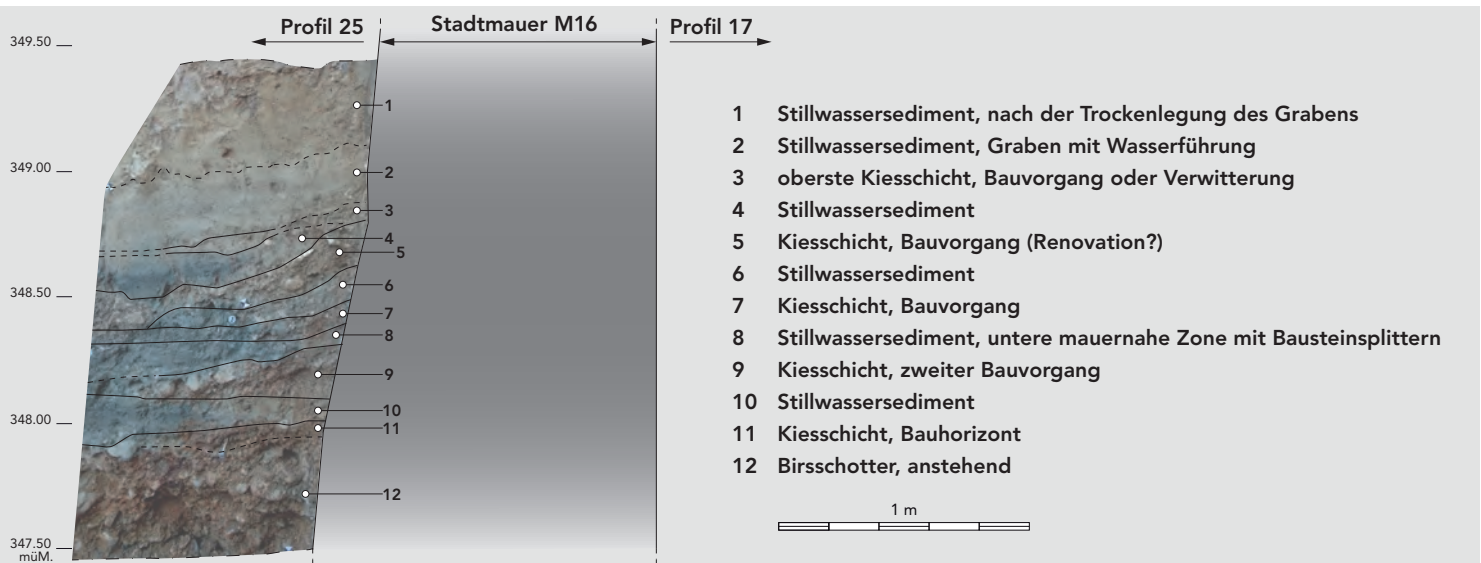 Profil 25
Stadtmauer M16
Profil 17
349.50
349.00
348.50
348.00
347.50
müM.
1
2
3
4
5
6
7
8
9
10
11
12
1 Stillwassersediment, nach der Trockenlegung des Grabens
2 Stillwassersediment, Graben mit Wasserführung
3 oberste Kiesschicht, Bauvorgang oder Verwitterung
4 Stillwassersediment
5 Kiesschicht, Bauvorgang (Renovation?)
6 Stillwassersediment
7 Kiesschicht, Bauvorgang
8 Stillwassersediment, untere mauernahe Zone mit Bausteinsplittern
9 Kiesschicht, zweiter Bauvorgang
10 Stillwassersediment
11 Kiesschicht, Bauhorizont
12 Birsschotter, anstehend
1 m